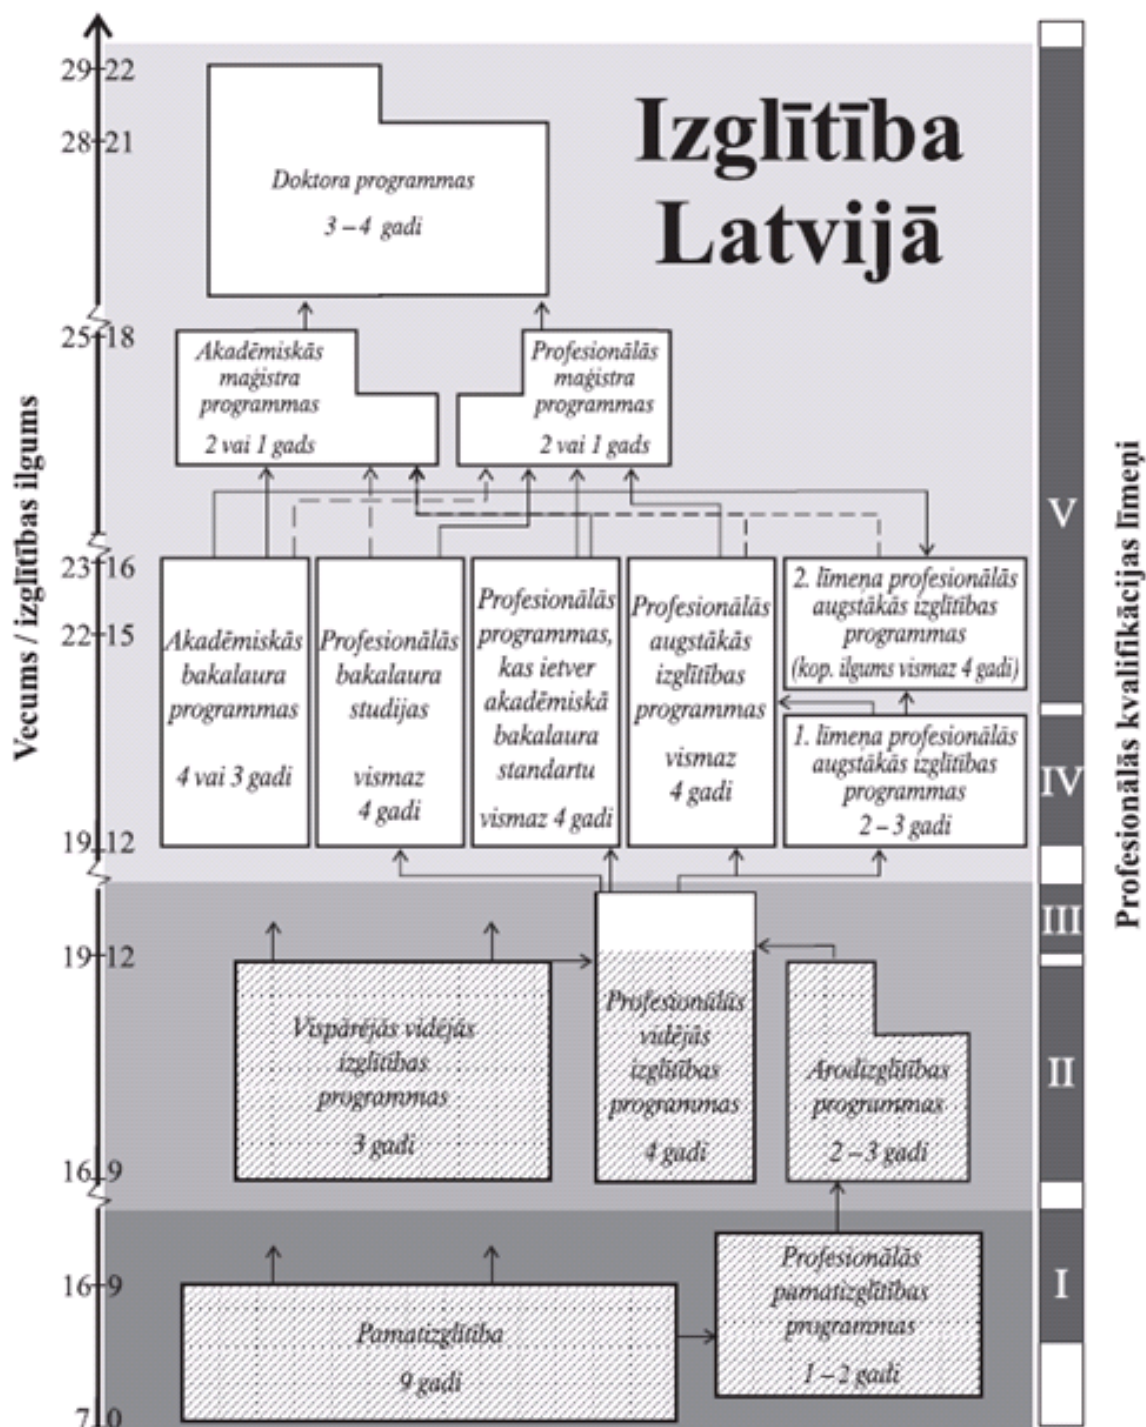 Izglītība
Latvijā
Vecums / izglītības ilgums
Profesionālās kvalifikācijas līmeņi
29 22
28 21
Doktora programmas
3 – 4 gadi
25 18
Akadēmiskās
maģistra
programmas
2 vai 1 gads
Profesionālās
maģistra
programmas
2 vai 1 gads
V
23 16
22 15
Akadēmiskās
bakalaura
programmas
4 vai 3 gadi
Profesionālās
bakalaura
studijas
vismaz
4 gadi
Profesionālās
programmas,
kas ietver
akadēmiskā
bakalaura
standartu
vismaz 4 gadi
Profesionālās
augstākās
izglītības
programmas
vismaz
4 gadi
2. līmeņa profesionālās
augstākās izglītības
programmas
(kop. ilgums vismaz 4 gadi)
1. līmeņa profesionālās
augstākās izglītības
programmas
2 – 3 gadi
IV
19 12
III
19 12
Vispārējās vidējās
izglītības
programmas
3 gadi
Profesionālās
vidējās
izglītības
programmas
4 gadi
Arodizglītības
programmas
2 – 3 gadi
II
16 9
16 9
Pamatizglītība
9 gadi
Profesionālās
pamatizglītības
programmas
1 – 2 gadi
I
7 0